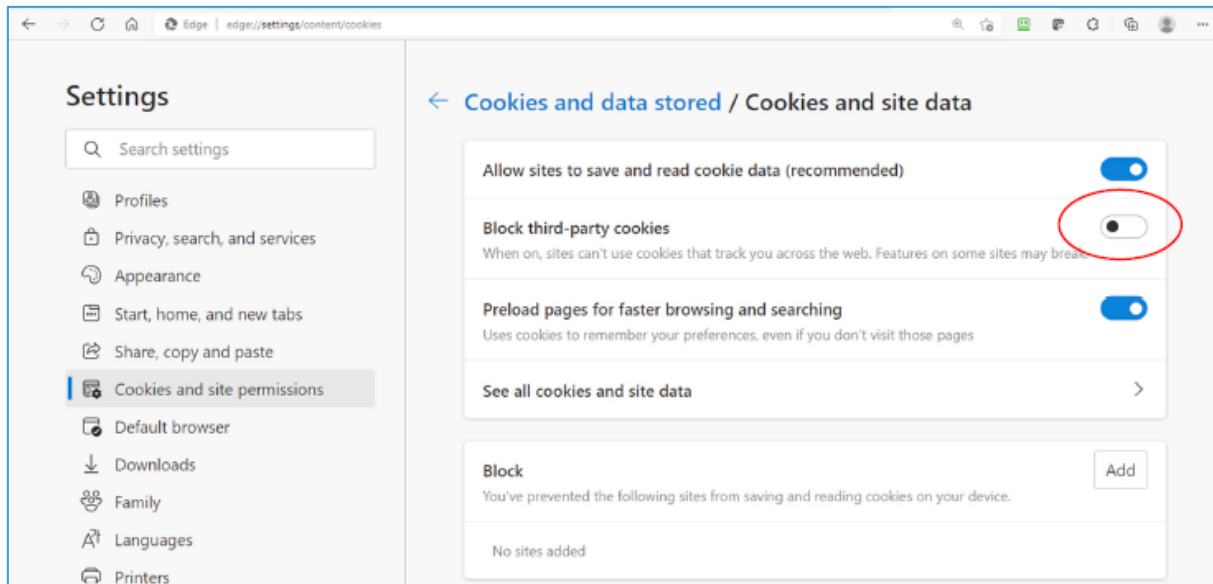 Edge | edge://settings/content/cookies
Settings
Search settings
Profiles
Privacy, search, and services
Appearance
Start, home, and new tabs
Share, copy and paste
Cookies and site permissions
Default browser
Downloads
Family
Languages
Printers
Cookies and data stored / Cookies and site data
Allow sites to save and read cookie data (recommended)
Block third-party cookies
When on, sites can't use cookies that track you across the web. Features on some sites may break.
Preload pages for faster browsing and searching
Uses cookies to remember your preferences, even if you don't visit those pages
See all cookies and site data
Block
Add
You've prevented the following sites from saving and reading cookies on your device.
No sites added